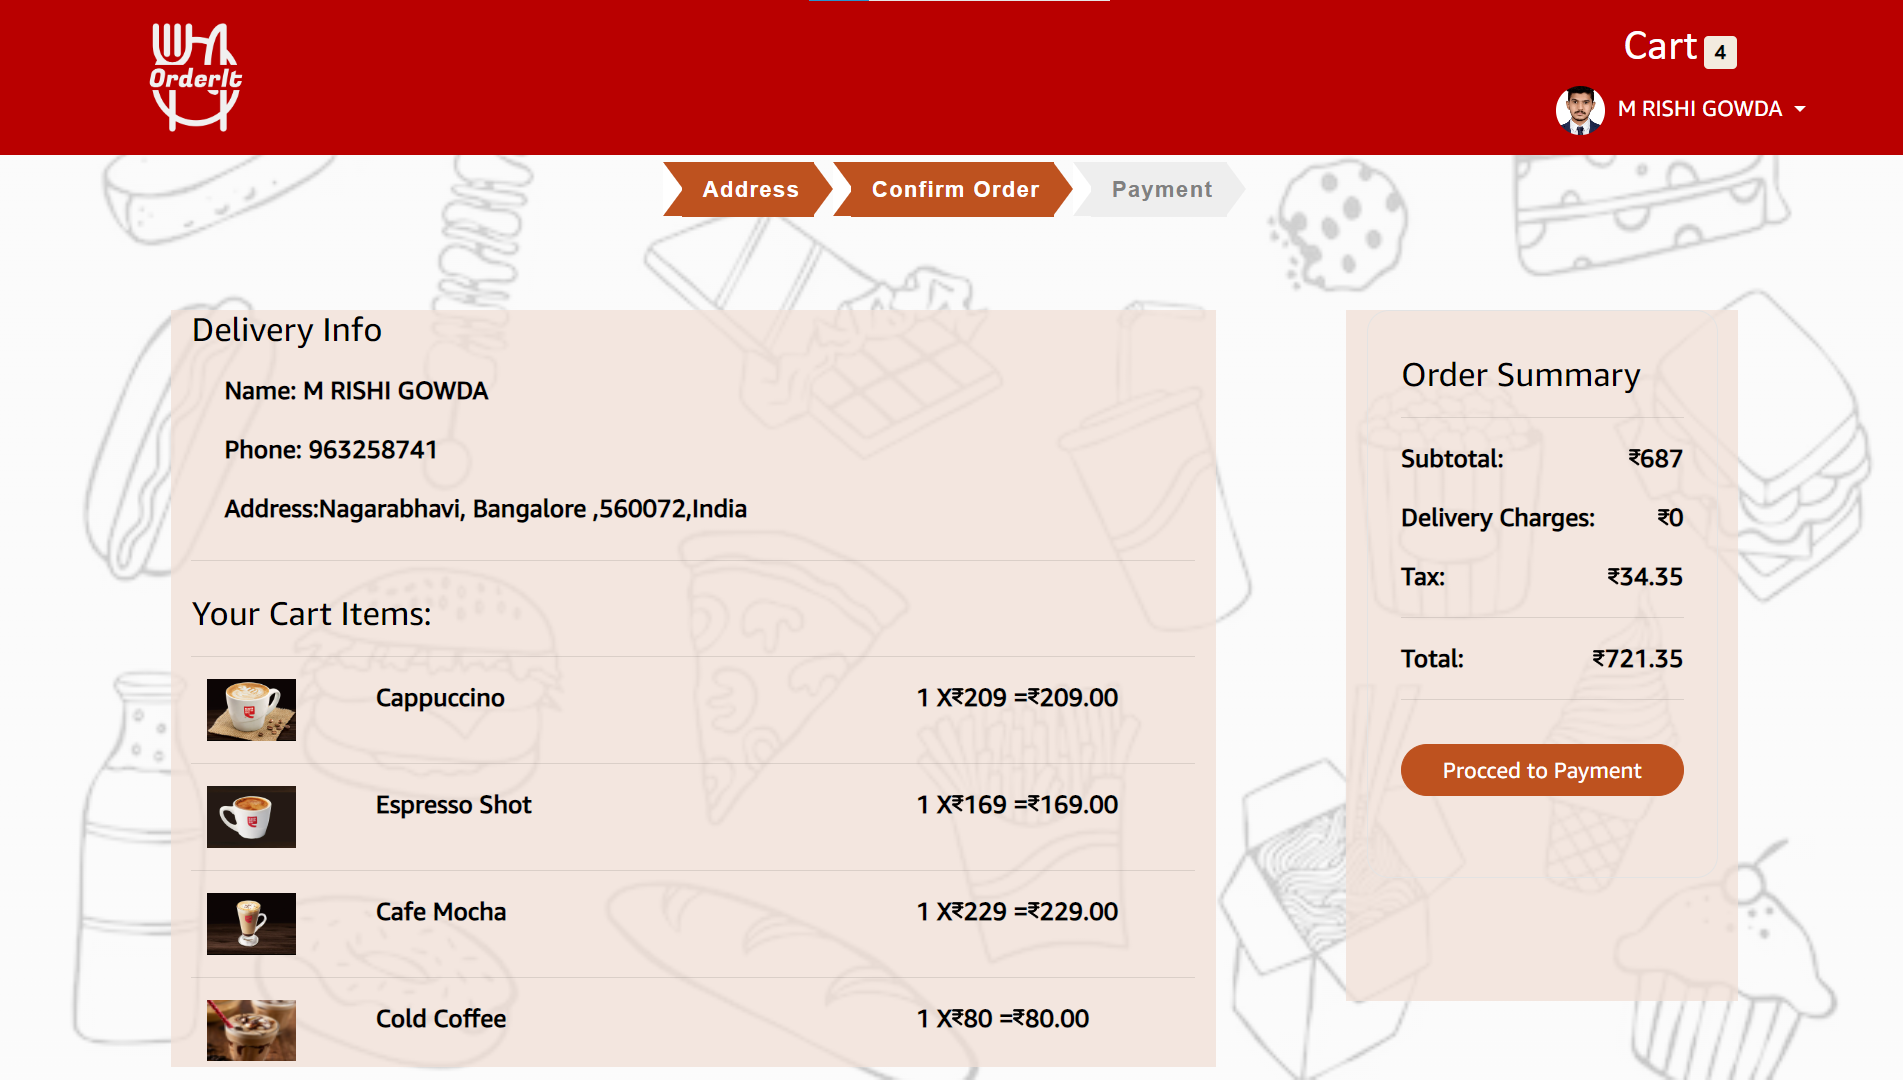 OrderIt
Cart 4
M RISHI GOWDA
Address
Confirm Order
Payment
Delivery Info
Name: M RISHI GOWDA
Phone: 963258741
Address:Nagarabhavi, Bangalore ,560072,India
Your Cart Items:
Cappuccino 1 X₹209 =₹209.00
Espresso Shot 1 X₹169 =₹169.00
Cafe Mocha 1 X₹229 =₹229.00
Cold Coffee 1 X₹80 =₹80.00
Order Summary
Subtotal: ₹687
Delivery Charges: ₹0
Tax: ₹34.35
Total: ₹721.35
Procced to Payment